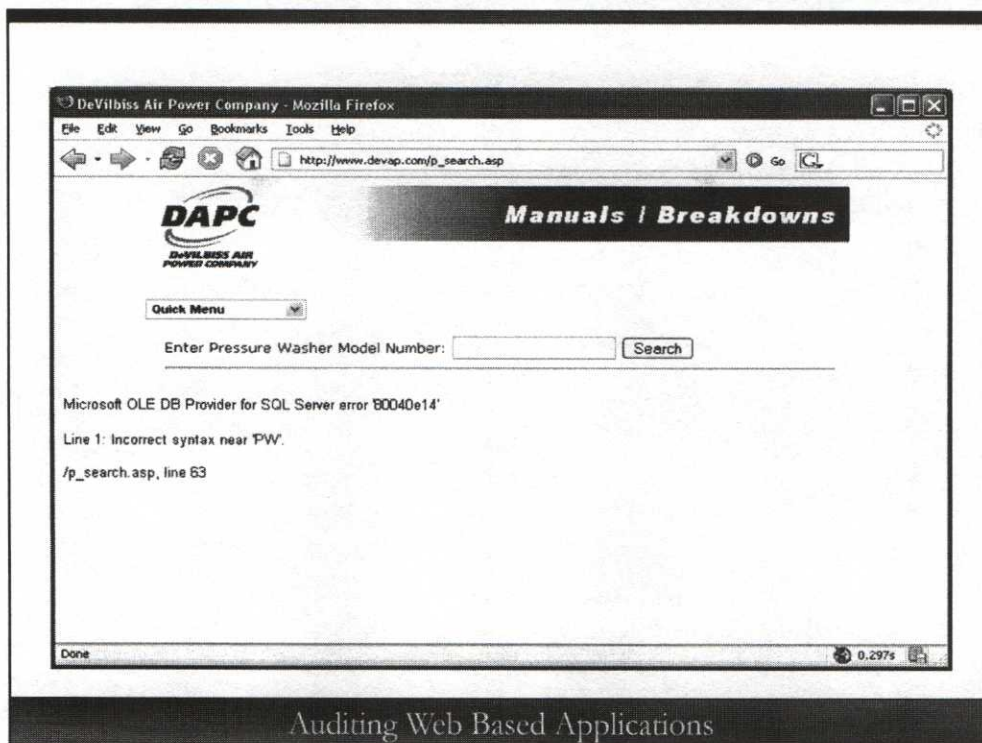 DeVilbiss Air Power Company - Mozilla Firefox
File Edit View Go Bookmarks Tools Help
http://www.devap.com/p_search.asp Go
DAPC
DeVILBISS AIR
POWER COMPANY
Manuals / Breakdowns
Quick Menu
Enter Pressure Washer Model Number: Search
Microsoft OLE DB Provider for SQL Server error '80040e14'
Line 1: Incorrect syntax near 'PW'.
/p_search.asp, line 63
Done 0.297s
Auditing Web Based Applications